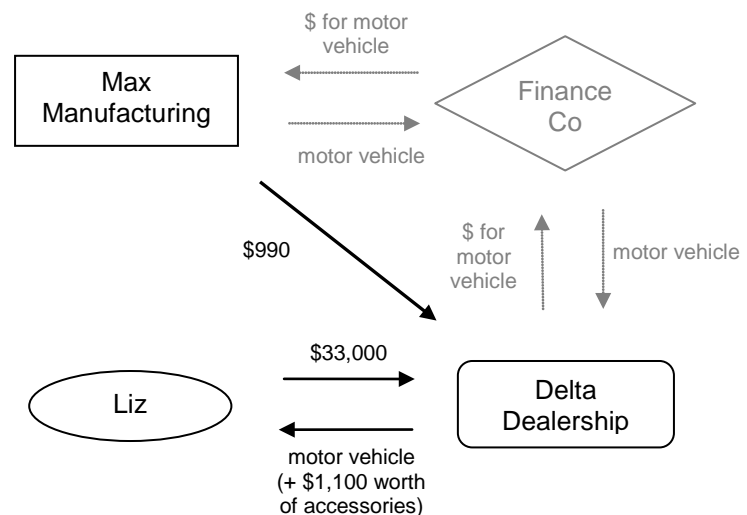 $ for motor
vehicle
Max
Manufacturing
Finance
Co
motor vehicle
$990
$ for
motor
vehicle
motor vehicle
$33,000
Liz
Delta
Dealership
motor vehicle
(+ $1,100 worth
of accessories)